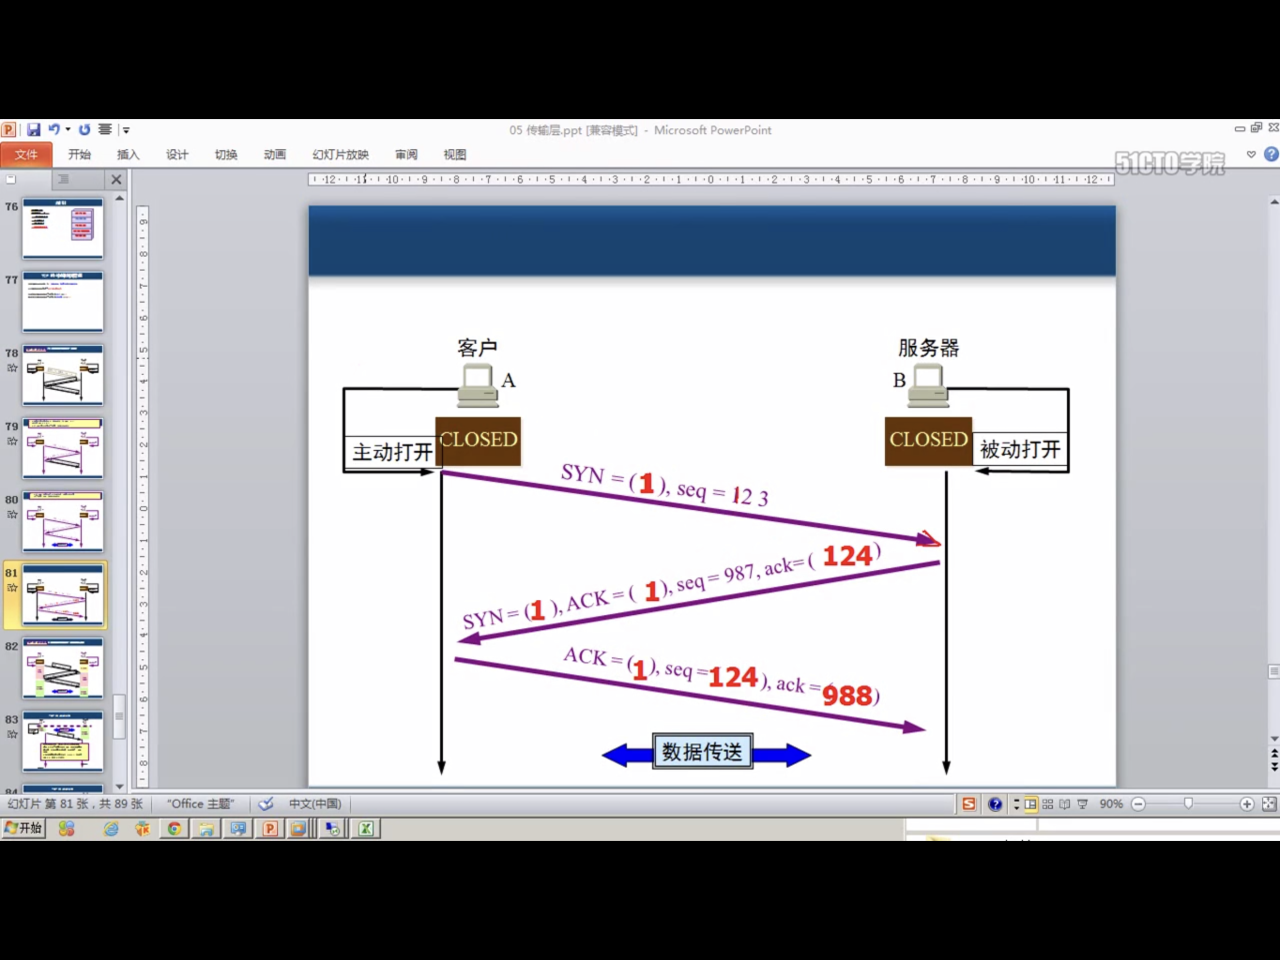 05 传输层.ppt [兼容模式] - Microsoft PowerPoint
文件 开始 插入 设计 切换 动画 幻灯片放映 审阅 视图
51CTO学院
76
77
78
79
80
81
82
83
84
客户
服务器
A
B
CLOSED
CLOSED
主动打开
被动打开
SYN = (1), seq = 12 3
SYN = (1), ACK = ( 1), seq = 987, ack= ( 124)
ACK = (1), seq =124), ack =(988)
数据传送
幻灯片 第 81 张，共 89 张 "Office 主题" 中文(中国) 90%
开始